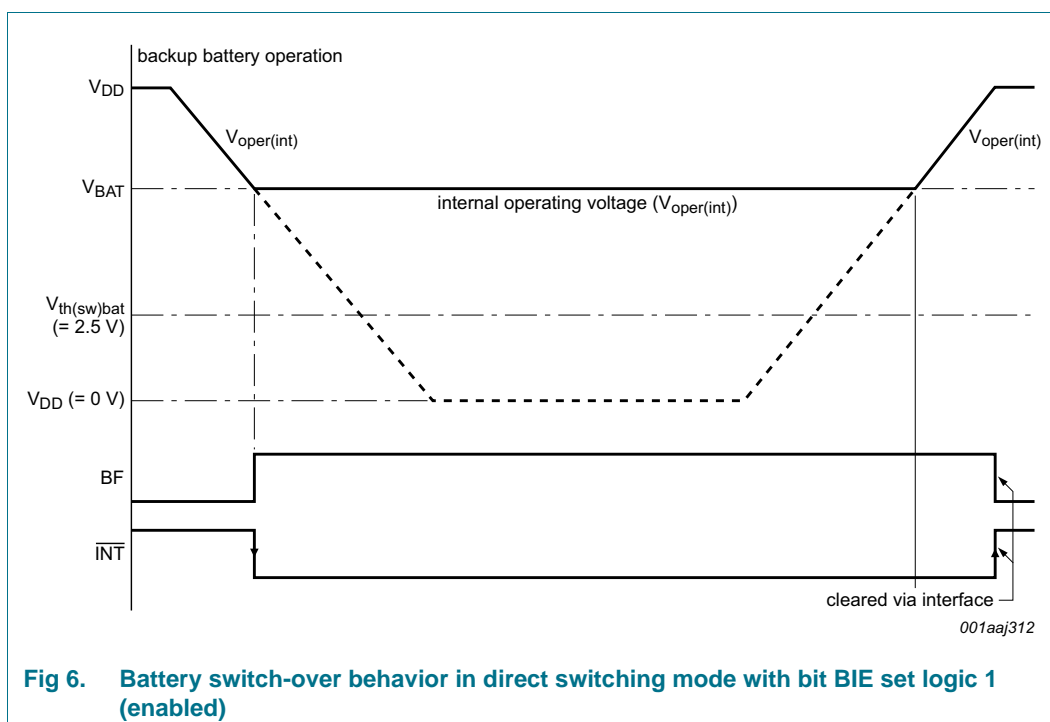 backup battery operation
VDD
Voper(int)
Voper(int)
VBAT
internal operating voltage (Voper(int))
Vth(sw)bat
(= 2.5 V)
VDD (= 0 V)
BF
INT
cleared via interface
001aaj312
Fig 6. Battery switch-over behavior in direct switching mode with bit BIE set logic 1
(enabled)